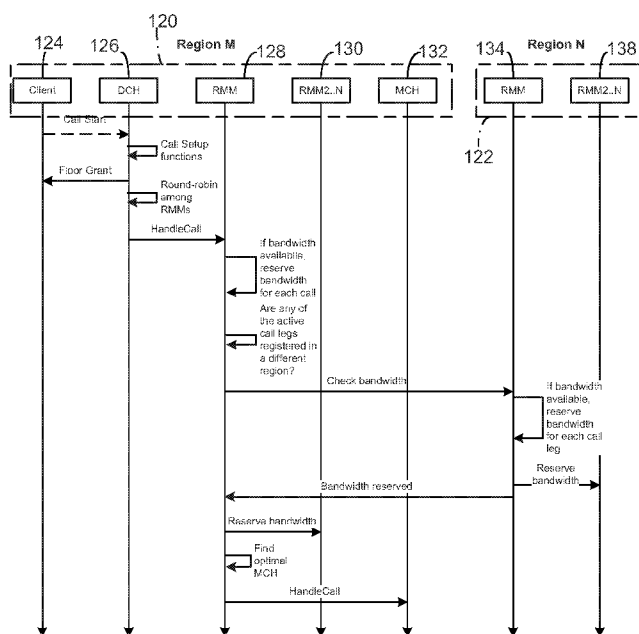 120
124
126
Region M
128
130
132
134
Region N
138
Client
DCH
RMM
RMM2..N
MCH
RMM
RMM2..N
122
Call Start
Call Setup
functions
Floor Grant
Round-robin
among
RMMs
HandleCall
If bandwidth
available,
reserve
bandwidth
for each call
Are any of
the active
call legs
registered in
a different
region?
Check bandwidth
If bandwidth
available,
reserve
bandwidth
for each call
leg
Reserve
bandwidth
Bandwidth reserved
Reserve bandwidth
Find
optimal
MCH
HandleCall